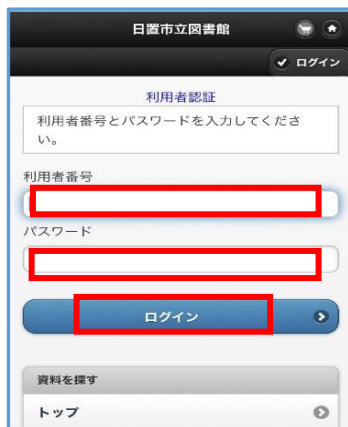 日置市立図書館
ログイン
利用者認証
利用者番号とパスワードを入力してくださ
い。
利用者番号
パスワード
ログイン
資料を探す
トップ